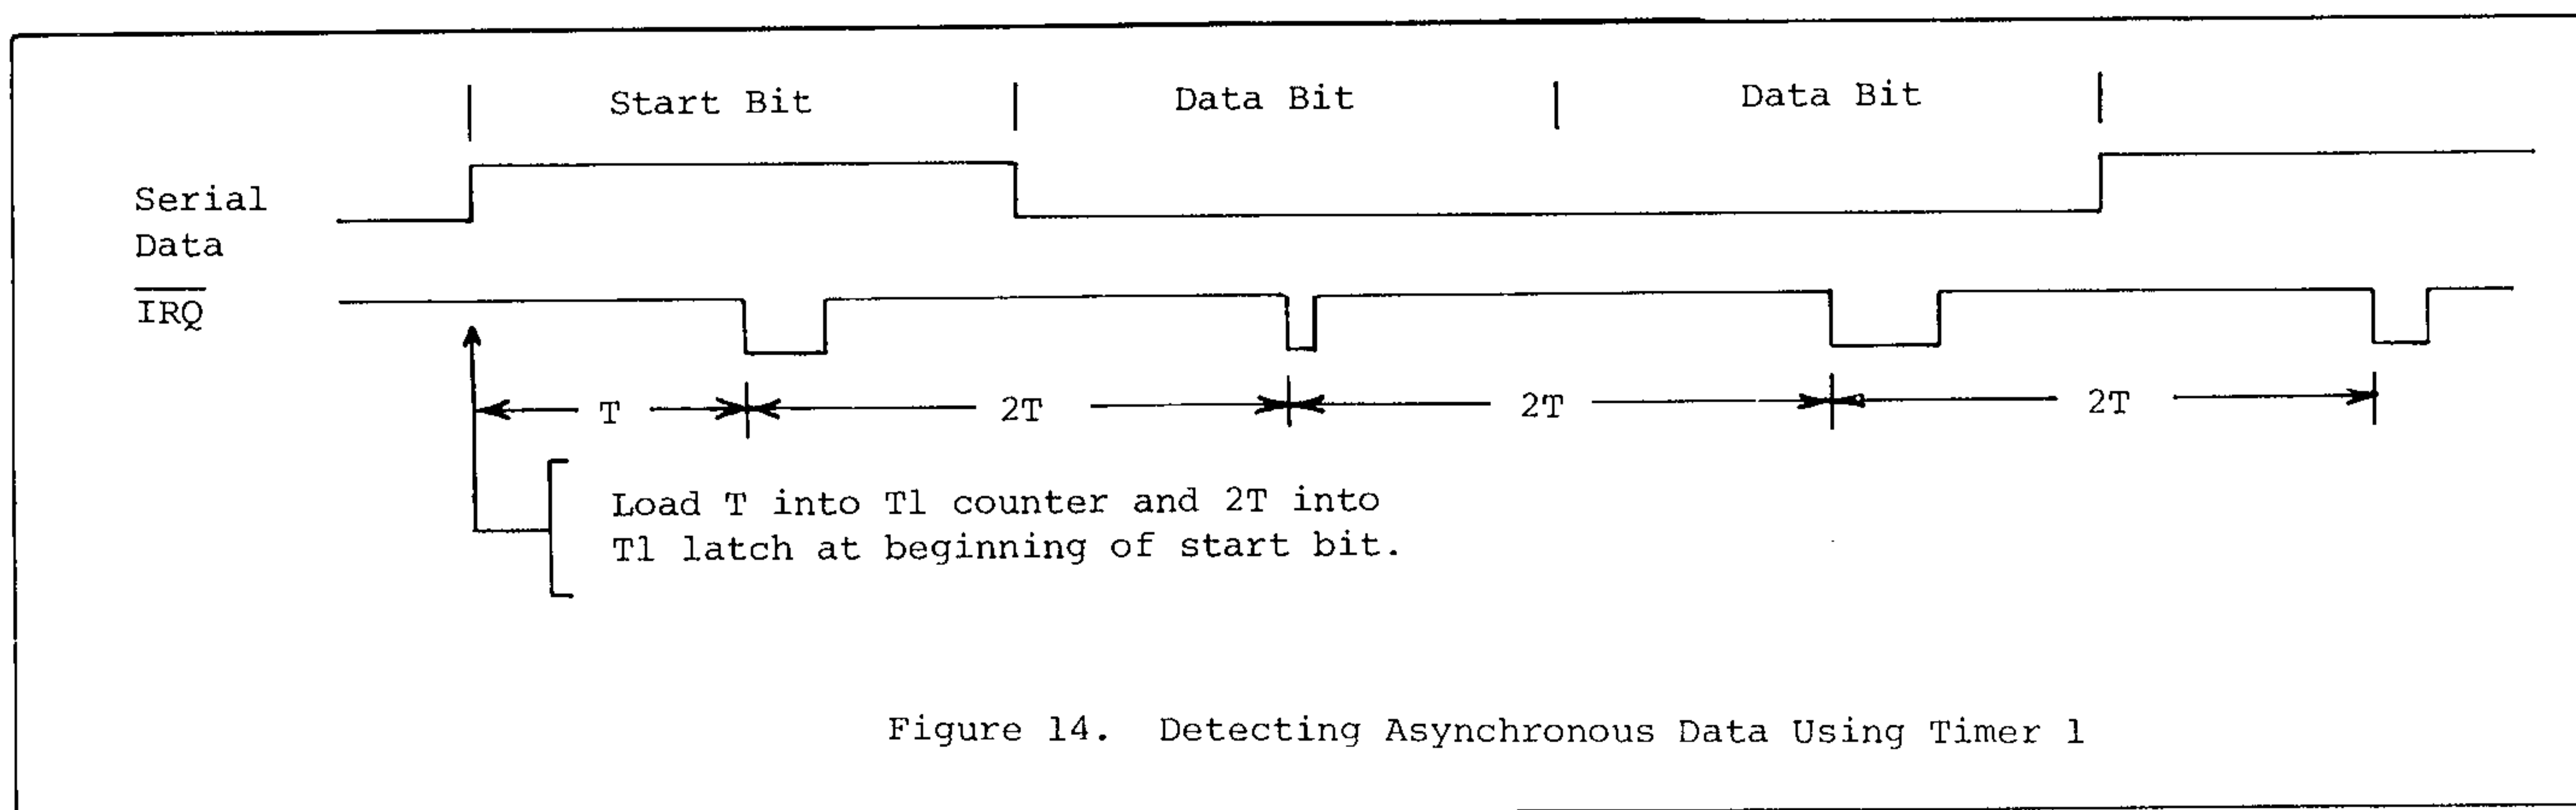 Start Bit
Data Bit
Data Bit
Serial
Data
IRQ
T
2T
2T
2T
Load T into T1 counter and 2T into
T1 latch at beginning of start bit.
Figure 14. Detecting Asynchronous Data Using Timer 1